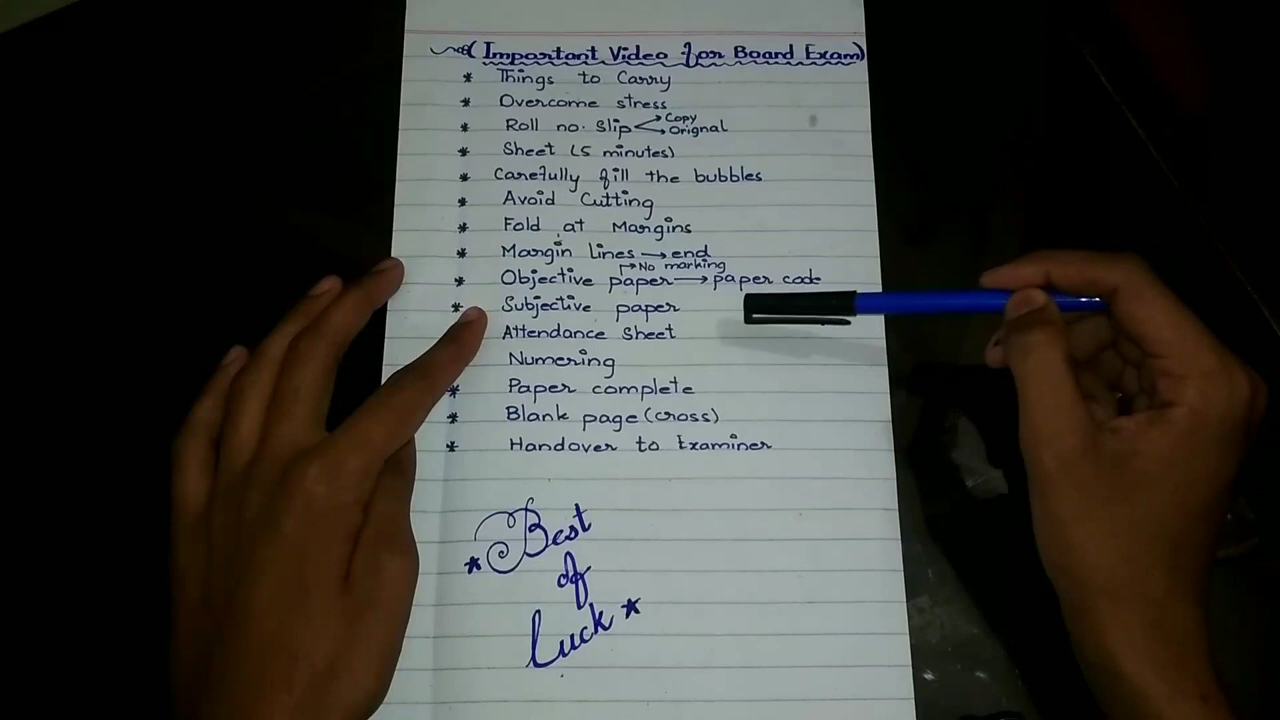 (Important Video for Board Exam)
* Things to Carry
* Overcome stress
* Roll no. Slip Copy
Orignal
* Sheet (5 minutes)
* Carefully fill the bubbles
* Avoid Cutting
* Fold at Margins
* Margin lines → end
No marking
* Objective paper → paper code
* Subjective paper
Attendance Sheet
Numering
* Paper complete
* Blank page (cross)
* Handover to Examiner
* Best
of
Luck *